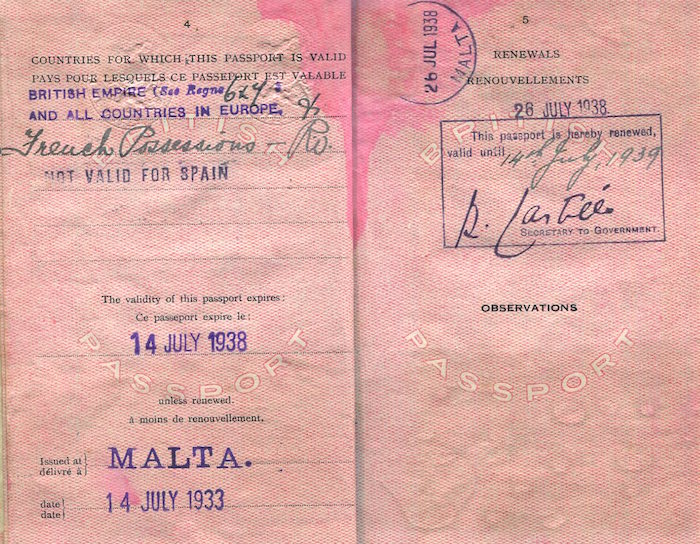 4
COUNTRIES FOR WHICH THIS PASSPORT IS VALID
PAYS POUR LESQUELS CE PASSEPORT EST VALABLE
BRITISH EMPIRE (See Regns 6 &
AND ALL COUNTRIES IN EUROPE, &
French Possessions —
NOT VALID FOR SPAIN
BRITISH
The validity of this passport expires:
Ce passeport expire le:
14 JULY 1938
PASSPORT
unless renewed.
à moins de renouvellement.
Issued at
délivré à
MALTA.
date
date
14 JULY 1933
26 JUL 1938
MALTA
5
RENEWALS
RENOUVELLEMENTS
26 JULY 1938
BRITISH
This passport is hereby renewed,
valid until 14th July, 1939
SECRETARY TO GOVERNMENT.
OBSERVATIONS
PASSPORT